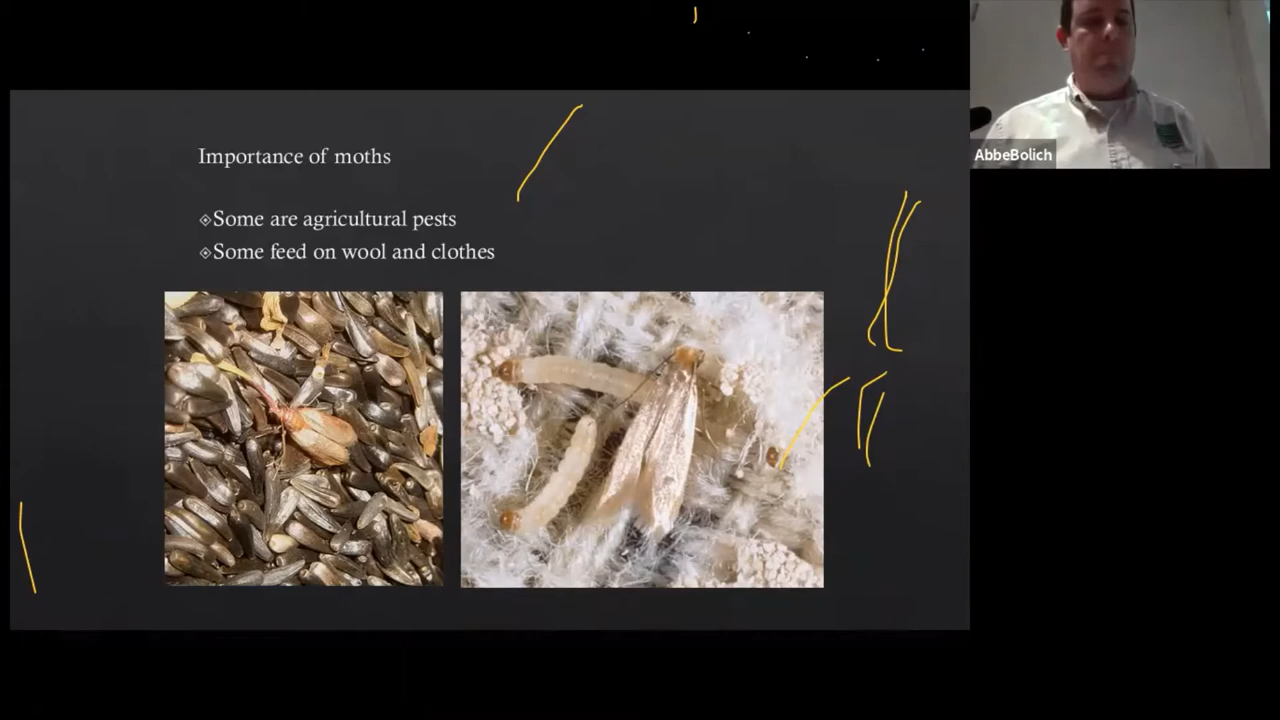 Importance of moths
Some are agricultural pests
Some feed on wool and clothes
AbbeBolich